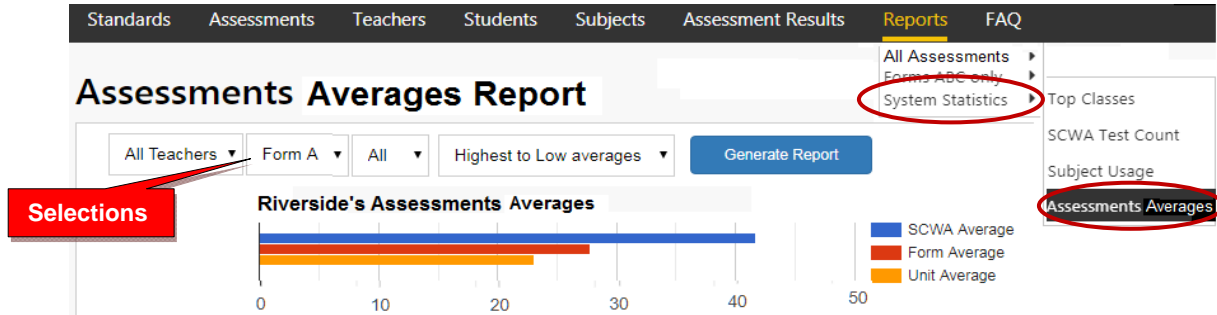 Standards Assessments Teachers Students Subjects Assessment Results Reports FAQ
All Assessments
Forms ABC only
System Statistics
Top Classes
SCWA Test Count
Subject Usage
Assessments Averages
Assessments Averages Report
All Teachers Form A All Highest to Low averages Generate Report
Selections
Riverside's Assessments Averages
SCWA Average
Form Average
Unit Average
0 10 20 30 40 50